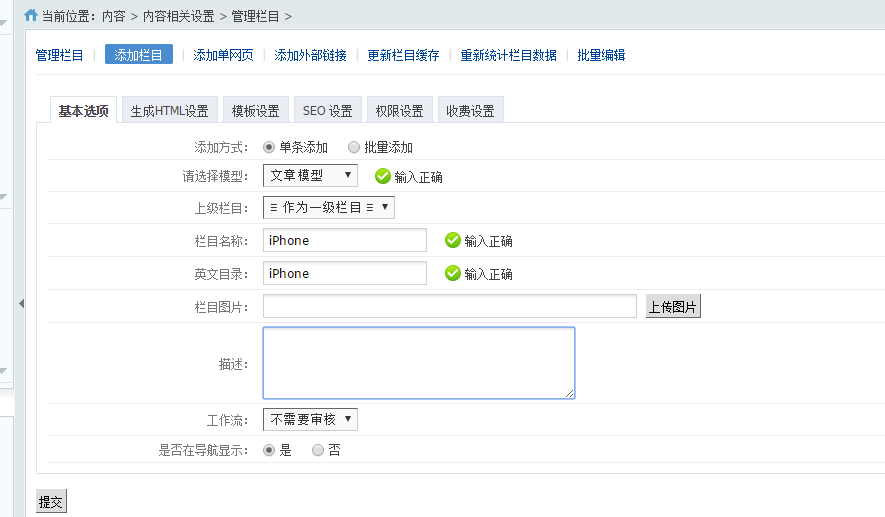 当前位置：内容 > 内容相关设置 > 管理栏目 >
管理栏目 | 添加栏目 | 添加单网页 | 添加外部链接 | 更新栏目缓存 | 重新统计栏目数据 | 批量编辑
基本选项 生成HTML设置 模板设置 SEO 设置 权限设置 收费设置
添加方式： 单条添加 批量添加
请选择模型： 文章模型 输入正确
上级栏目： ≡ 作为一级栏目 ≡
栏目名称： iPhone 输入正确
英文目录： iPhone 输入正确
栏目图片： 上传图片
描述：
工作流： 不需要审核
是否在导航显示： 是 否
提交